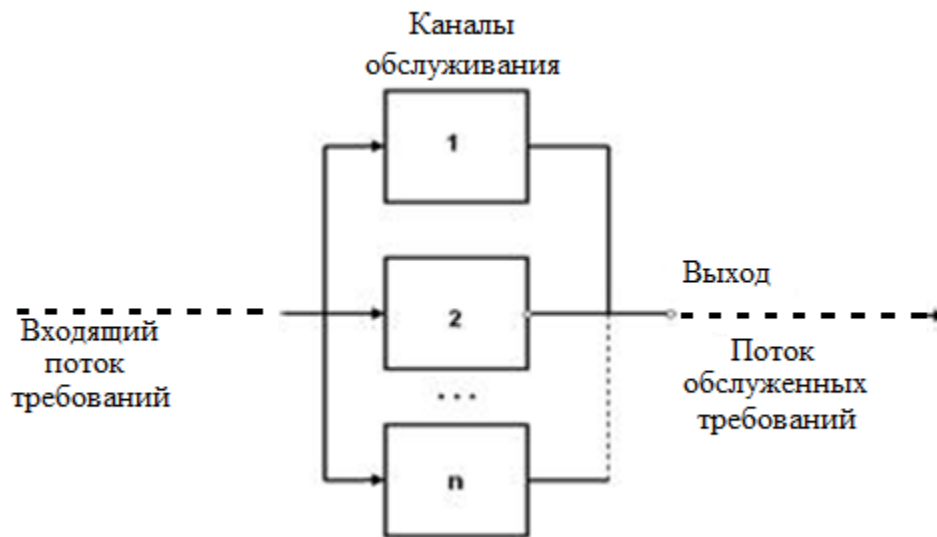 Каналы
обслуживания
1
2
Выход
Входящий
поток
требований
Поток
обслуженных
требований
...
n